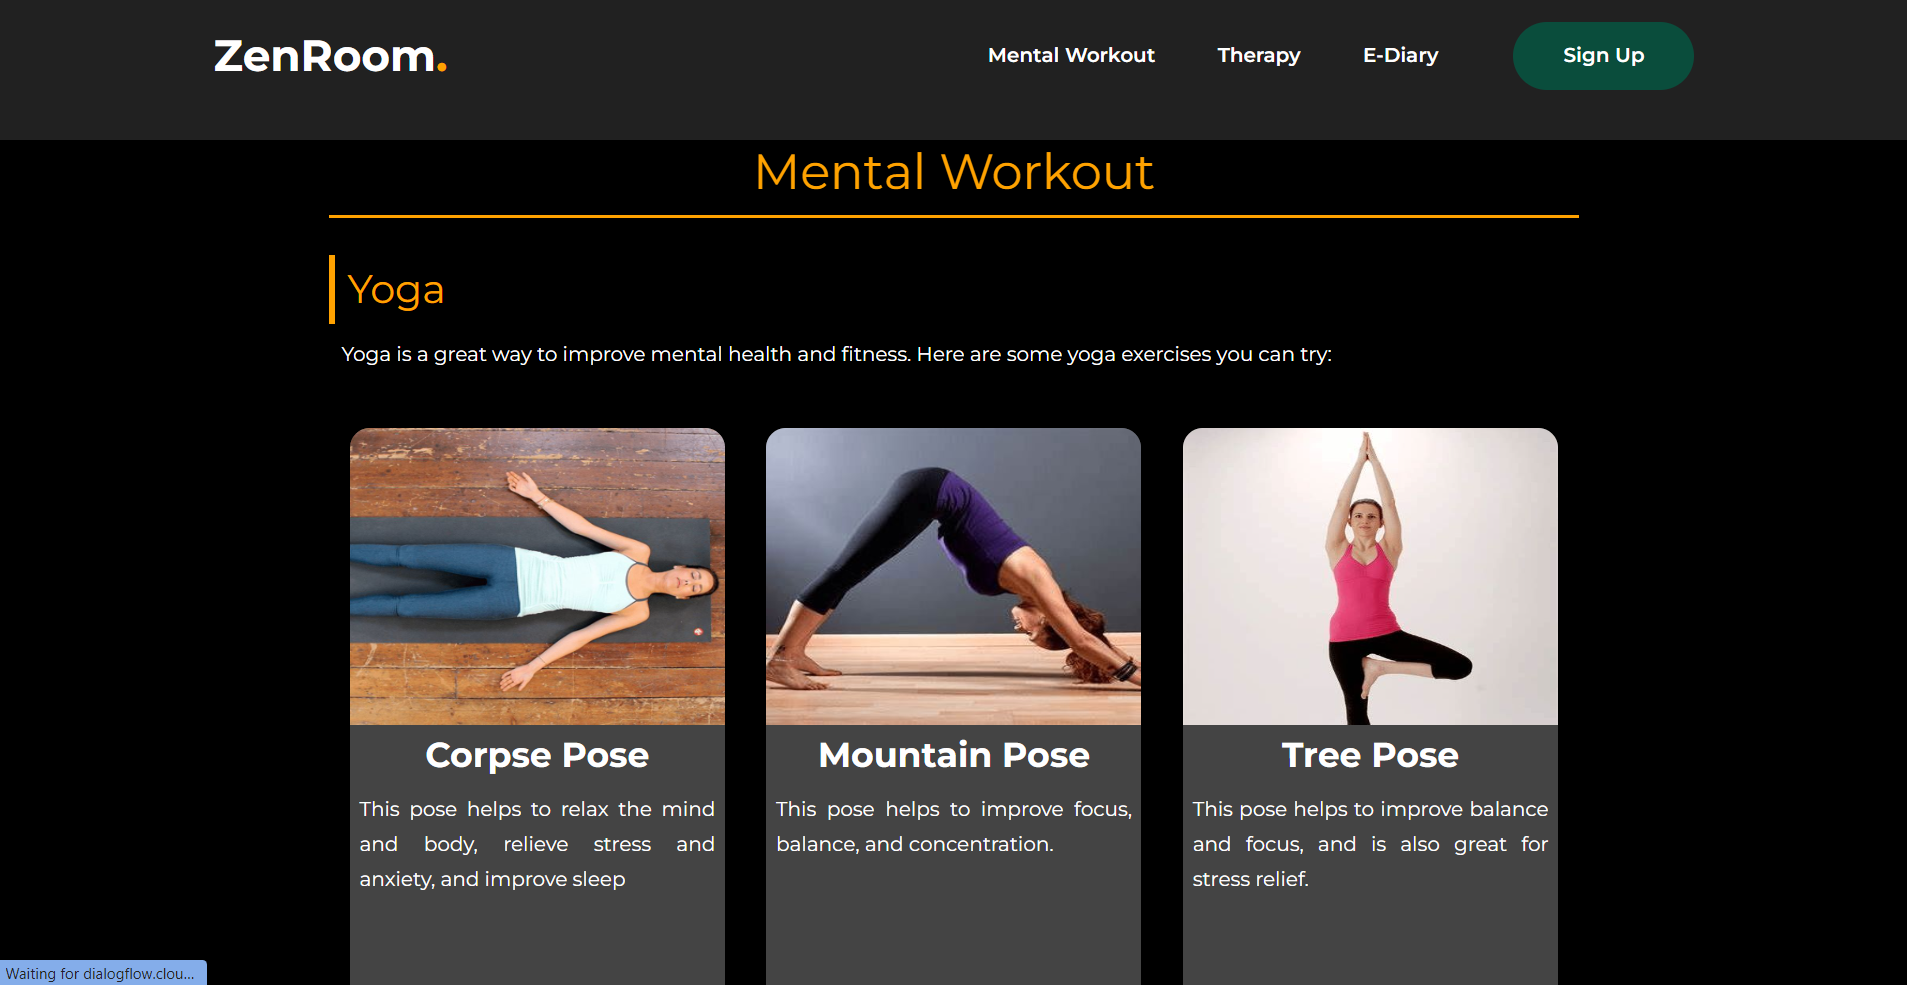 ZenRoom.
Mental Workout
Therapy
E-Diary
Sign Up
Mental Workout
Yoga
Yoga is a great way to improve mental health and fitness. Here are some yoga exercises you can try:
Corpse Pose
This pose helps to relax the mind
and body, relieve stress and
anxiety, and improve sleep
Mountain Pose
This pose helps to improve focus,
balance, and concentration.
Tree Pose
This pose helps to improve balance
and focus, and is also great for
stress relief.
Waiting for dialogflow.clou...